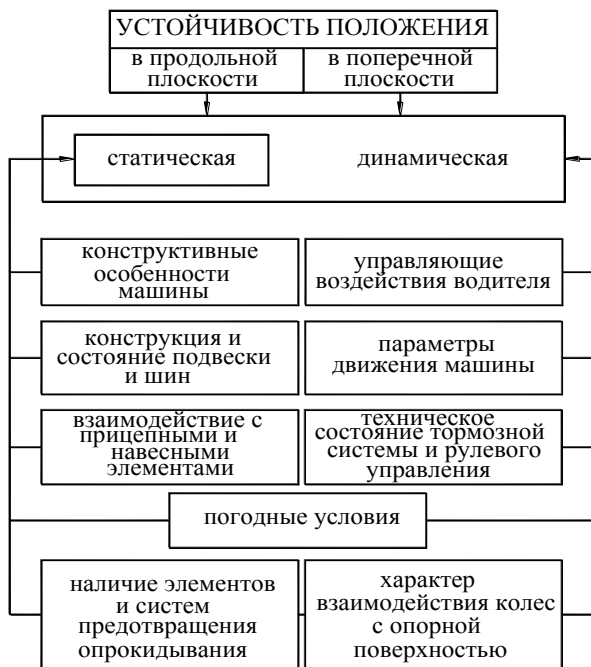 УСТОЙЧИВОСТЬ ПОЛОЖЕНИЯ
в продольной
плоскости
в поперечной
плоскости
статическая
динамическая
конструктивные
особенности
машины
управляющие
воздействия водителя
конструкция и
состояние подвески
и шин
параметры
движения машины
взаимодействие с
прицепными и
навесными
элементами
техническое
состояние тормозной
системы и рулевого
управления
погодные условия
наличие элементов
и систем
предотвращения
опрокидывания
характер
взаимодействия колес
с опорной
поверхностью